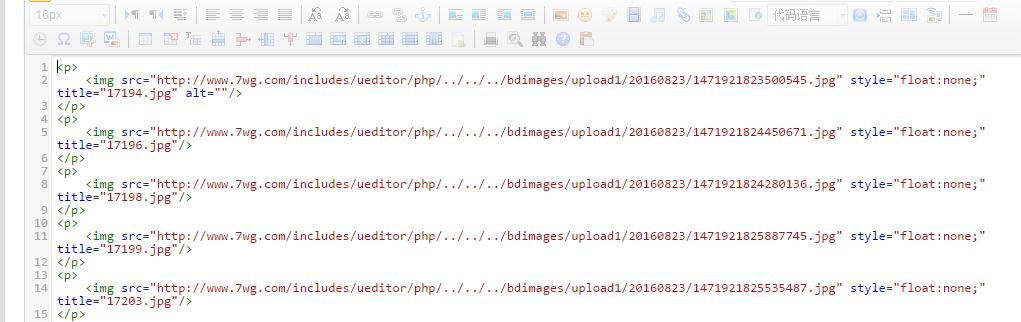 16px
代码语言
1 <p>
2 <img src="http://www.7wg.com/includes/ueditor/php/../../../bdimages/upload1/20160823/1471921823500545.jpg" style="float:none;"
title="17194.jpg" alt=""/>
3 </p>
4 <p>
5 <img src="http://www.7wg.com/includes/ueditor/php/../../../bdimages/upload1/20160823/1471921824450671.jpg" style="float:none;"
title="17196.jpg"/>
6 </p>
7 <p>
8 <img src="http://www.7wg.com/includes/ueditor/php/../../../bdimages/upload1/20160823/1471921824280136.jpg" style="float:none;"
title="17198.jpg"/>
9 </p>
10 <p>
11 <img src="http://www.7wg.com/includes/ueditor/php/../../../bdimages/upload1/20160823/1471921825887745.jpg" style="float:none;"
title="17199.jpg"/>
12 </p>
13 <p>
14 <img src="http://www.7wg.com/includes/ueditor/php/../../../bdimages/upload1/20160823/1471921825535487.jpg" style="float:none;"
title="17203.jpg"/>
15 </p>